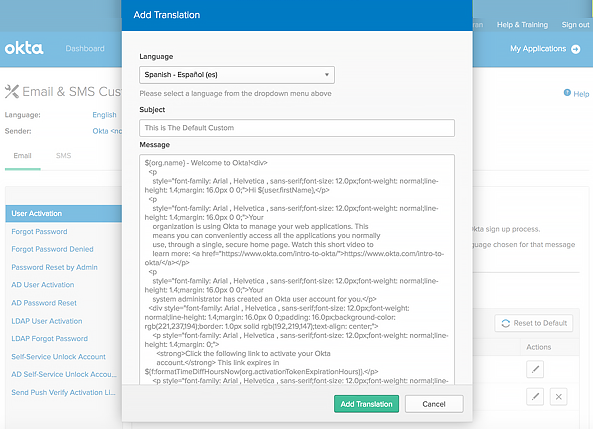 Add Translation
Help & Training Sign out
okta
Dashboard
My Applications
Email & SMS Cus
Help
Language: English
Sender: Okta <no
Email SMS
User Activation
Forgot Password
Forgot Password Denied
Password Reset by Admin
AD User Activation
AD Password Reset
LDAP User Activation
LDAP Forgot Password
Self-Service Unlock Account
AD Self-Service Unlock Accou...
Send Push Verify Activation Li...
Language
Spanish - Español (es)
Please select a language from the dropdown menu above
Subject
This is The Default Custom
Message
${org.name} - Welcome to Okta!<div>
<p
style="font-family: Arial , Helvetica , sans-serif;font-size: 12.0px;font-weight: normal;line-
height: 1.4;margin: 16.0px 0 0;">Hi ${user.firstName},</p>
<p
style="font-family: Arial , Helvetica , sans-serif;font-size: 12.0px;font-weight: normal;line-
height: 1.4;margin: 16.0px 0 0;">Your
organization is using Okta to manage your web applications. This
means you can conveniently access all the applications you normally
use, through a single, secure home page. Watch this short video to
learn more: <a href="https://www.okta.com/intro-to-okta/">https://www.okta.com/intro-to-
okta/</a></p>
<p
style="font-family: Arial , Helvetica , sans-serif;font-size: 12.0px;font-weight: normal;line-
height: 1.4;margin: 16.0px 0 0;">Your
system administrator has created an Okta user account for you.</p>
<div style="font-family: Arial , Helvetica , sans-serif;font-size: 12.0px;font-weight:
normal;line-height: 1.4;margin: 16.0px 0 0;padding: 16.0px;background-color:
rgb(221,237,194);border: 1.0px solid rgb(192,219,147);text-align: center;">
<p style="font-family: Arial , Helvetica , sans-serif;font-size: 12.0px;font-weight: normal;line-
height: 1.4;margin: 0;">
<strong>Click the following link to activate your Okta
account.</strong> This link expires in
${f:formatTimeDiffHoursNow(org.activationTokenExpirationHours)}.</p>
<p style="font-family: Arial , Helvetica , sans-serif;font-size: 12.0px;font-weight: normal;line-
Okta sign up process.
guage chosen for that message
Reset to Default
Actions
Add Translation
Cancel